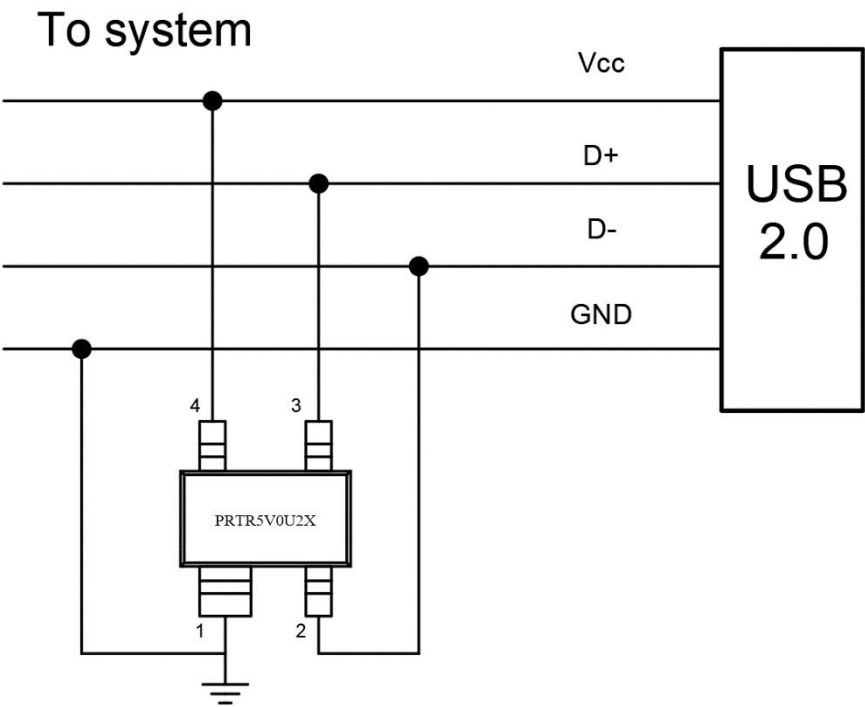 To system
Vcc
D+
USB
2.0
D-
GND
4
3
PRTR5V0U2X
1
2